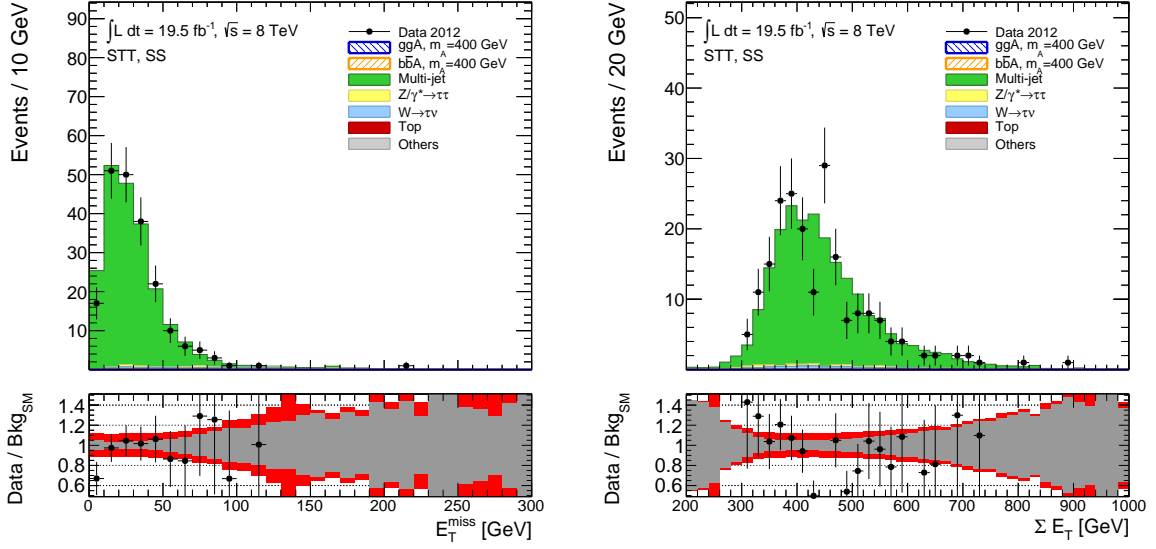 Events / 10 GeV
90
80
70
60
50
40
30
20
10
∫L dt = 19.5 fb⁻¹, √s = 8 TeV
STT, SS
Data 2012
ggA, m_A=400 GeV
bb̄A, m_A=400 GeV
Multi-jet
Z/γ*→ττ
W→τν
Top
Others
Data / Bkg_SM
1.4
1.2
1
0.8
0.6
0 50 100 150 200 250 300
E_T^miss [GeV]
Events / 20 GeV
50
40
30
20
10
∫L dt = 19.5 fb⁻¹, √s = 8 TeV
STT, SS
Data 2012
ggA, m_A=400 GeV
bb̄A, m_A=400 GeV
Multi-jet
Z/γ*→ττ
W→τν
Top
Others
Data / Bkg_SM
1.4
1.2
1
0.8
0.6
200 300 400 500 600 700 800 900 1000
Σ E_T [GeV]